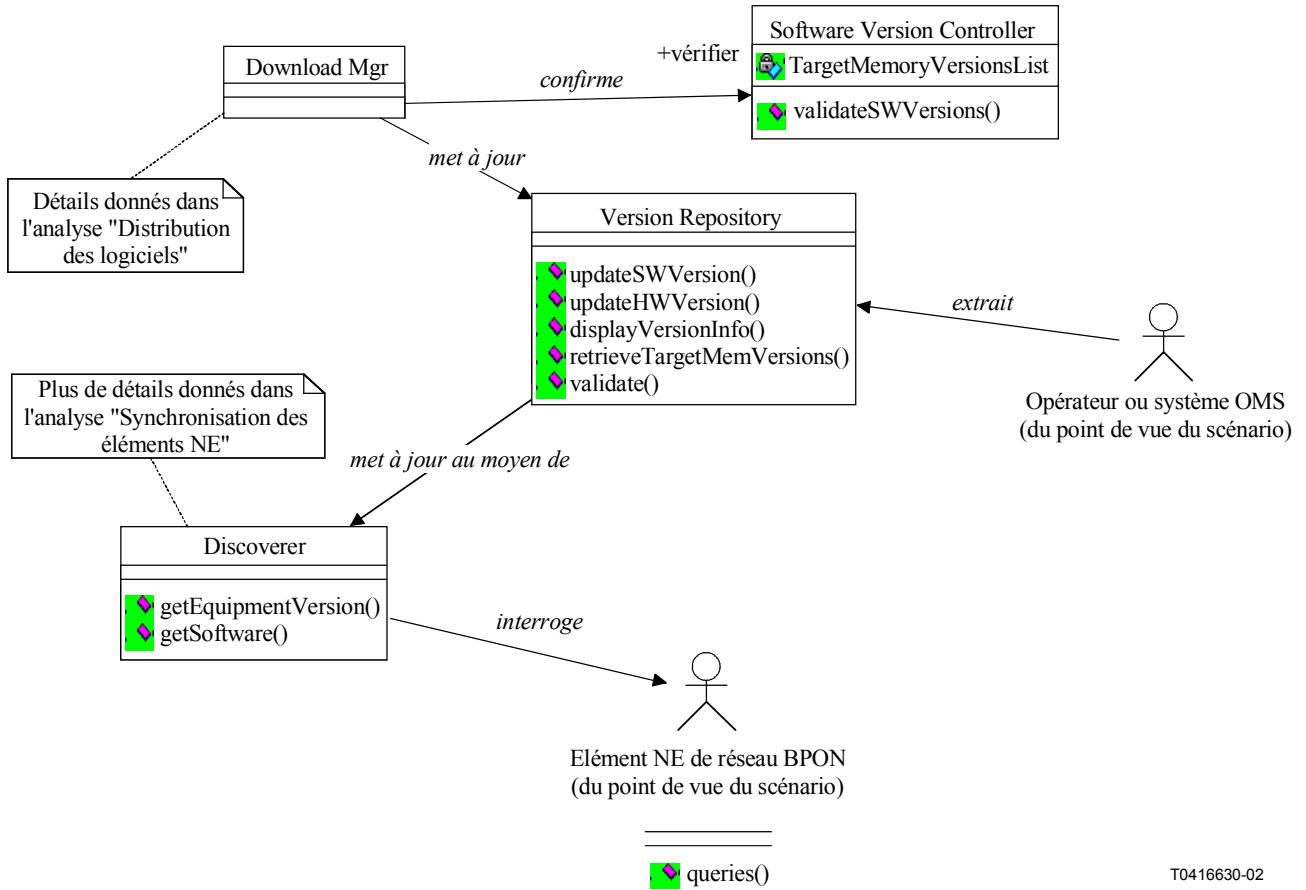 Software Version Controller
TargetMemoryVersionsList
validateSWVersions()
+vérifier
Download Mgr
confirme
met à jour
Détails donnés dans
l'analyse "Distribution
des logiciels"
Version Repository
updateSWVersion()
updateHWVersion()
displayVersionInfo()
retrieveTargetMemVersions()
validate()
extrait
Opérateur ou système OMS
(du point de vue du scénario)
Plus de détails donnés dans
l'analyse "Synchronisation des
éléments NE"
met à jour au moyen de
Discoverer
getEquipmentVersion()
getSoftware()
interroge
Elément NE de réseau BPON
(du point de vue du scénario)
queries()
T0416630-02